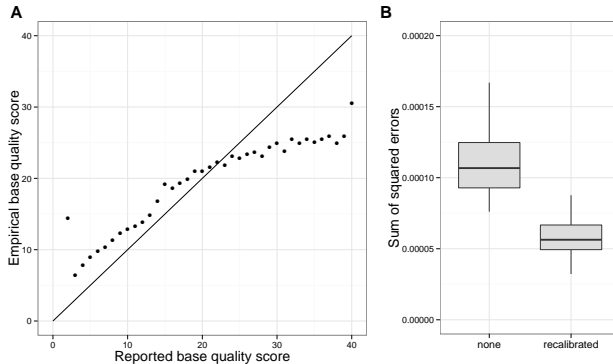 A
Empirical base quality score
40
30
20
10
0
0 10 20 30 40
Reported base quality score
B
Sum of squared errors
0.00020
0.00015
0.00010
0.00005
0.00000
none recalibrated